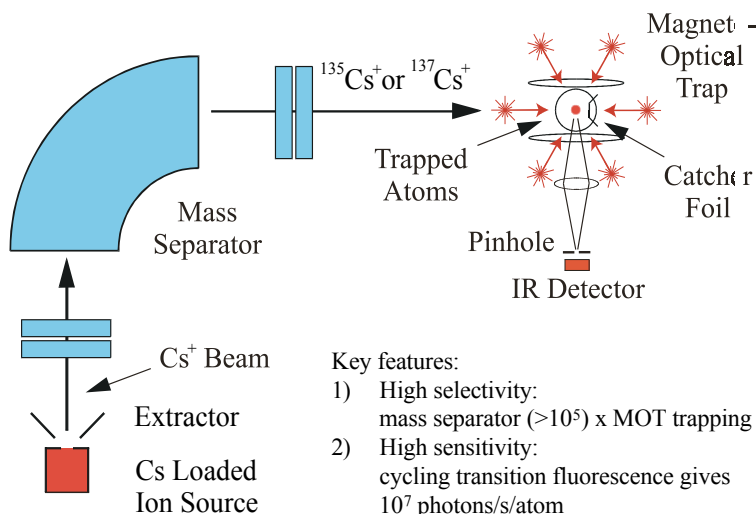 Magnet -
Optical
Trap
¹³⁵Cs⁺or ¹³⁷Cs⁺
Trapped
Atoms
Catcher
Foil
Mass
Separator
Pinhole
IR Detector
Cs⁺ Beam
Extractor
Cs Loaded
Ion Source
Key features:
1) High selectivity:
mass separator (>10⁵) x MOT trapping
2) High sensitivity:
cycling transition fluorescence gives
10⁷ photons/s/atom